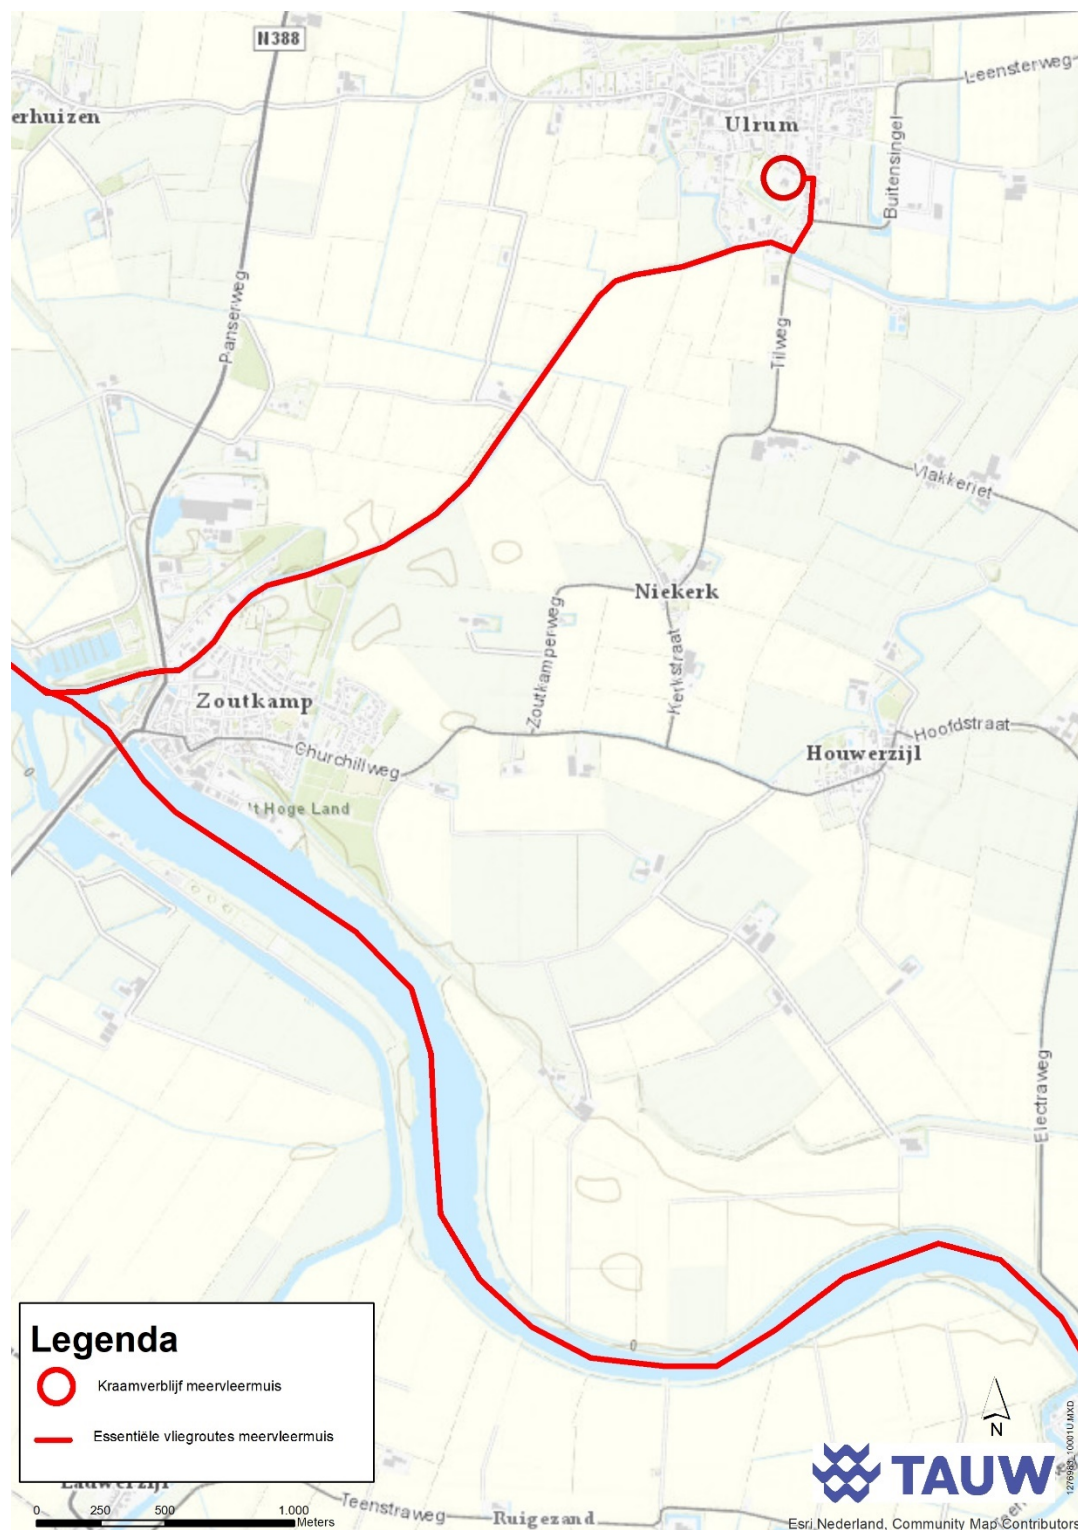 N388
Leensterweg
erhuizen
Ulrum
Buitensingel
Panserweg
Tilweg
Vlakkeriet
Niekerk
Zoutkamperweg
Kerkstraat
Zoutkamp
Hoofdstraat
Houwerzijl
Churchillweg
0
't Hoge Land
Electraweg
0
Legenda
Kraamverblijf meervleermuis
Essentiële vliegroutes meervleermuis
N
TAUW
0 250 500 1.000
Meters
Teenstraweg
Ruigezand
Esri Nederland, Community Map Contributors